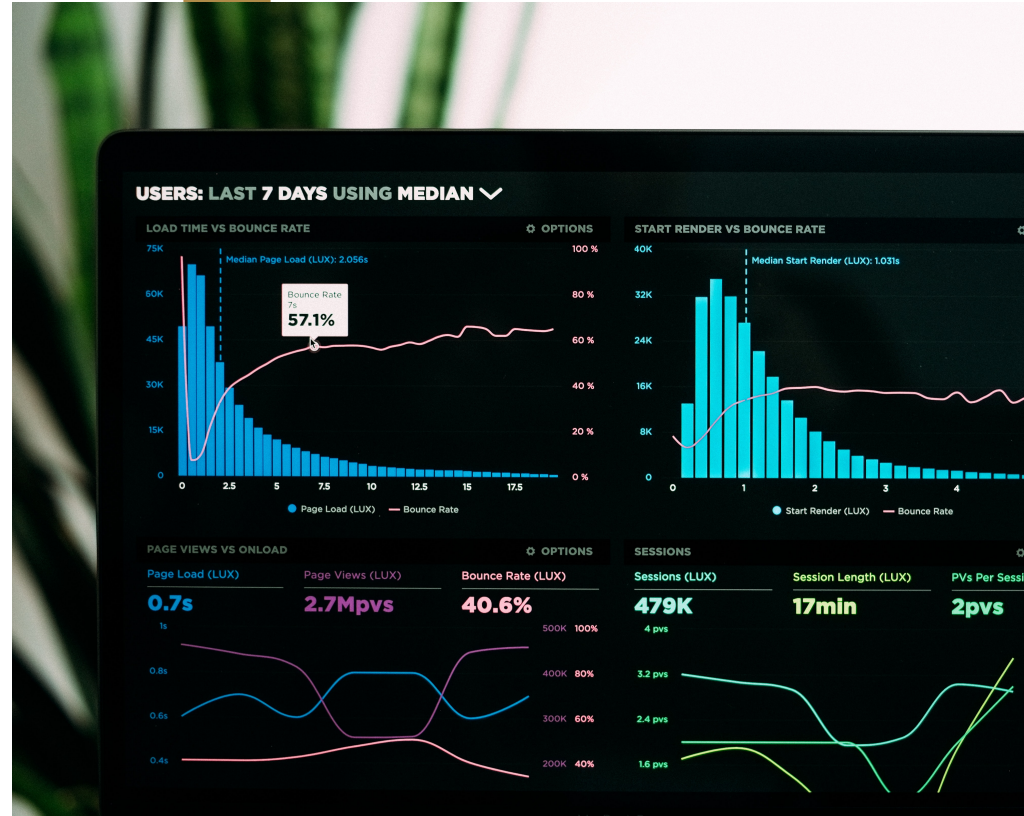 USERS: LAST 7 DAYS USING MEDIAN
LOAD TIME VS BOUNCE RATE
OPTIONS
75K
60K
45K
30K
15K
0
Median Page Load (LUX): 2.056s
Bounce Rate
7s
57.1%
100 %
80 %
60 %
40 %
20 %
0 %
0 2.5 5 7.5 10 12.5 15 17.5
Page Load (LUX) Bounce Rate
START RENDER VS BOUNCE RATE
40K
32K
24K
16K
8K
0
Median Start Render (LUX): 1.031s
0 1 2 3 4
Start Render (LUX) Bounce Rate
PAGE VIEWS VS ONLOAD
OPTIONS
Page Load (LUX) Page Views (LUX) Bounce Rate (LUX)
0.7s 2.7Mpvs 40.6%
1s
0.8s
0.6s
0.4s
500K 100%
400K 80%
300K 60%
200K 40%
SESSIONS
Sessions (LUX) Session Length (LUX) PVs Per Sessi
479K 17min 2pvs
4 pvs
3.2 pvs
2.4 pvs
1.6 pvs